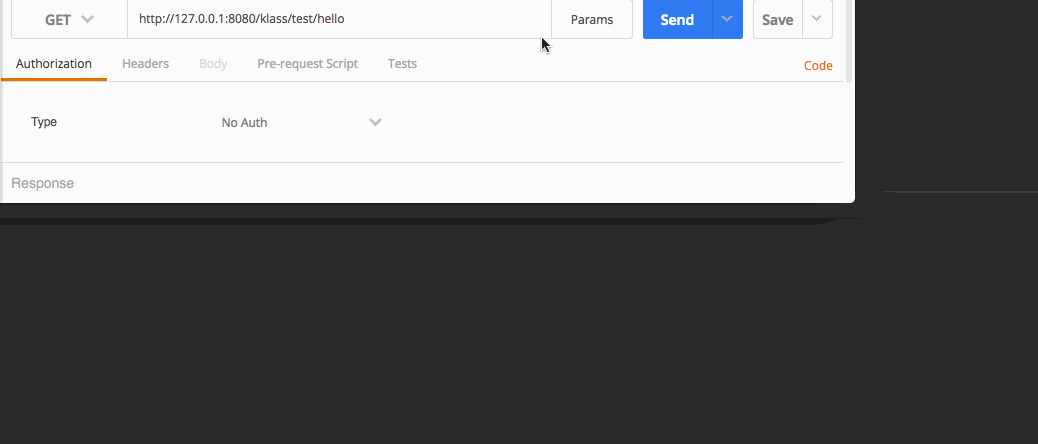 GET http://127.0.0.1:8080/klass/test/hello Params Send Save
Authorization Headers Body Pre-request Script Tests Code
Type No Auth
Response